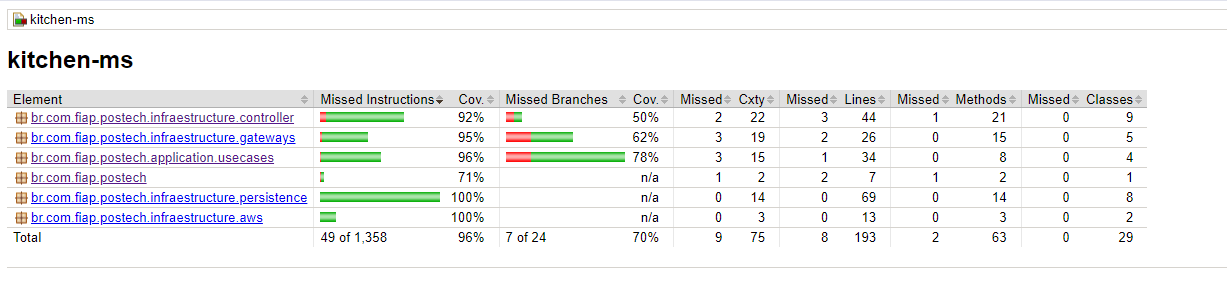 kitchen-ms
kitchen-ms
Element Missed Instructions Cov. Missed Branches Cov. Missed Cxty Missed Lines Missed Methods Missed Classes
br.com.fiap.postech.infraestructure.controller 92% 50% 2 22 3 44 1 21 0 9
br.com.fiap.postech.infraestructure.gateways 95% 62% 3 19 2 26 0 15 0 5
br.com.fiap.postech.application.usecases 96% 78% 3 15 1 34 0 8 0 4
br.com.fiap.postech 71% n/a 1 2 2 7 1 2 0 1
br.com.fiap.postech.infraestructure.persistence 100% n/a 0 14 0 69 0 14 0 8
br.com.fiap.postech.infraestructure.aws 100% n/a 0 3 0 13 0 3 0 2
Total 49 of 1,358 96% 7 of 24 70% 9 75 8 193 2 63 0 29